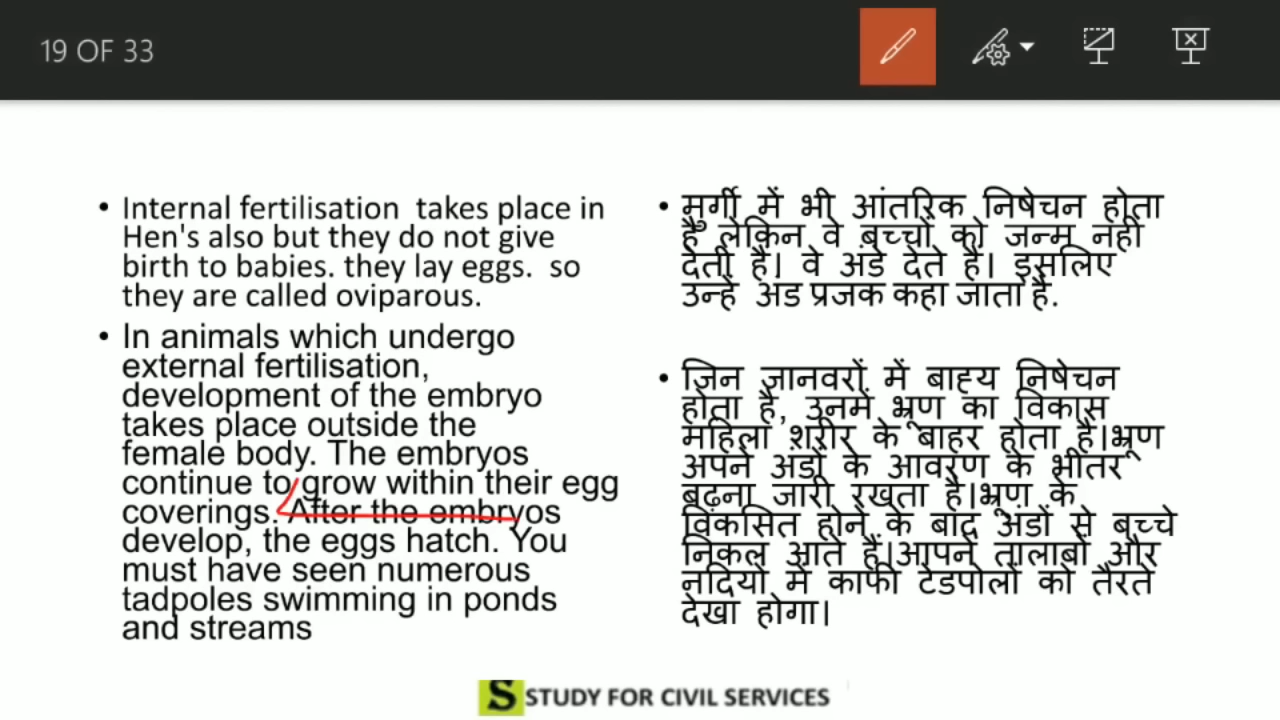 19 OF 33
• Internal fertilisation takes place in
Hen's also but they do not give
birth to babies. they lay eggs. so
they are called oviparous.
• In animals which undergo
external fertilisation,
development of the embryo
takes place outside the
female body. The embryos
continue to grow within their egg
coverings. After the embryos
develop, the eggs hatch. You
must have seen numerous
tadpoles swimming in ponds
and streams
• मुर्गी में भी आंतरिक निषेचन होता
है लेकिन वे बच्चों को जन्म नहीं
देती है। वे अंडे देते हैं। इसलिए
उन्हें अंड प्रजक कहा जाता है.
• जिन जानवरों में बाह्य निषेचन
होता है, उनमें भ्रूण का विकास
महिला शरीर के बाहर होता है।भ्रूण
अपने अंडों के आवरण के भीतर
बढ़ना जारी रखता है।भ्रूण के
विकसित होने के बाद अंडों से बच्चे
निकल आते हैं।आपने तालाबों और
नदियों में काफी टैडपोलों को तैरते
देखा होगा।
S STUDY FOR CIVIL SERVICES